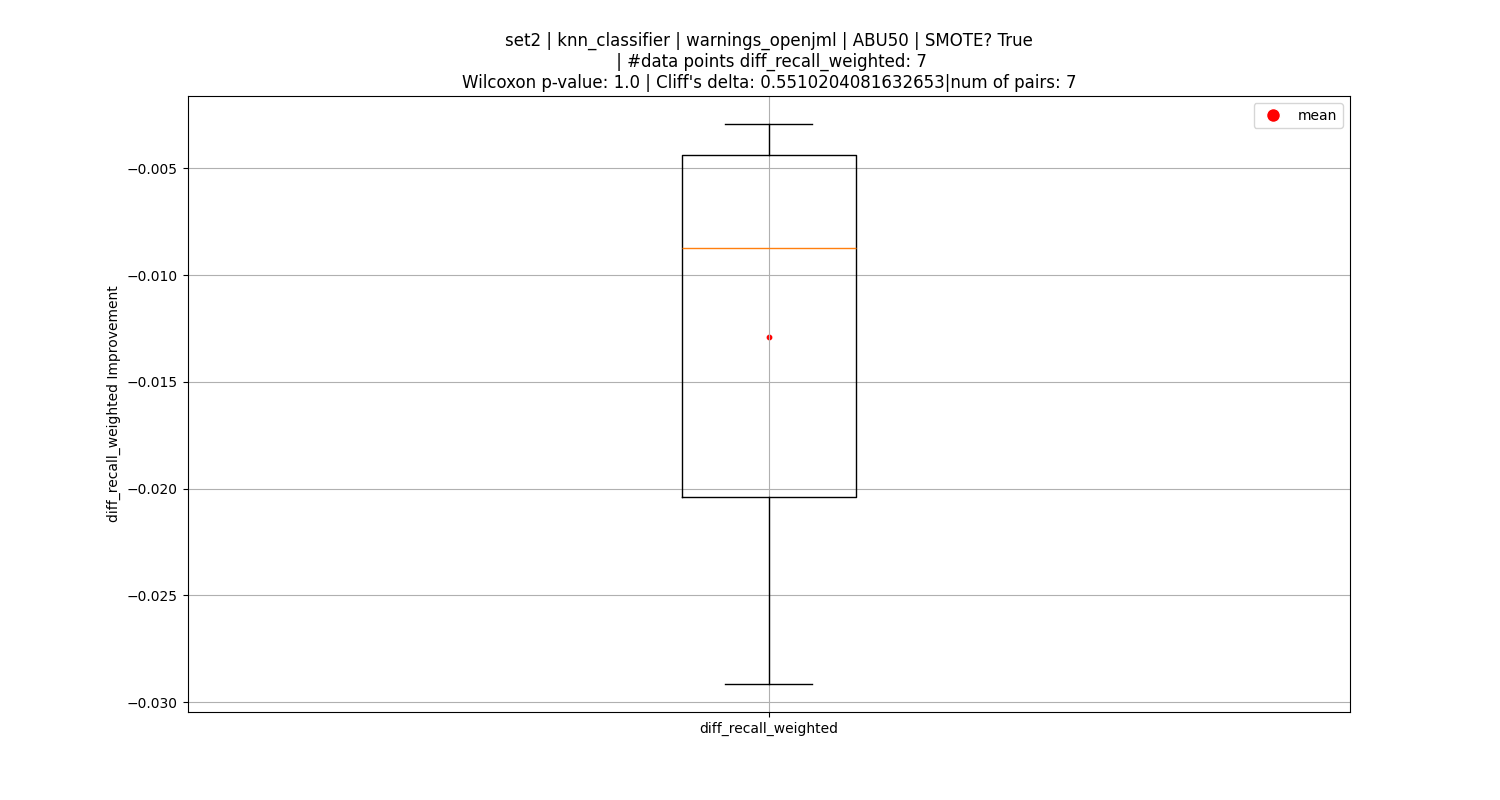 set2 | knn_classifier | warnings_openjml | ABU50 | SMOTE? True
| #data points diff_recall_weighted: 7
Wilcoxon p-value: 1.0 | Cliff's delta: 0.5510204081632653|num of pairs: 7
mean
−0.005
−0.010
−0.015
−0.020
−0.025
−0.030
diff_recall_weighted Improvement
diff_recall_weighted